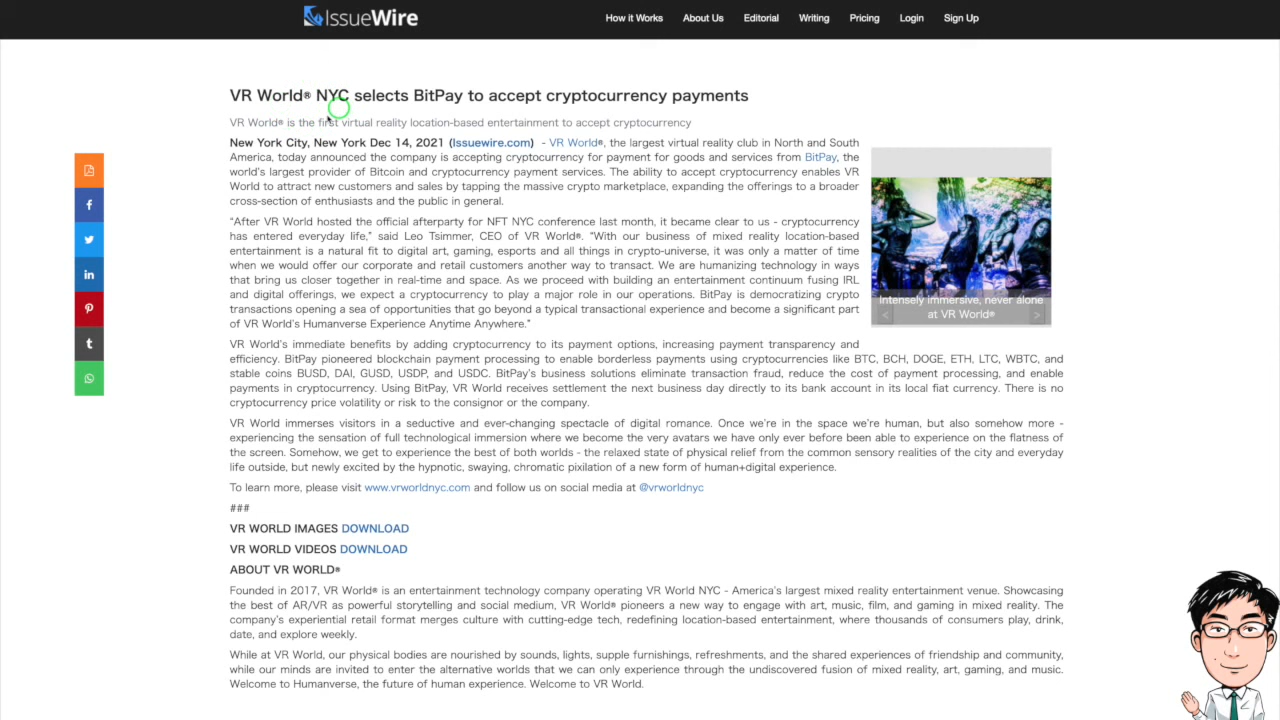 IssueWire
How it Works About Us Editorial Writing Pricing Login Sign Up
VR World® NYC selects BitPay to accept cryptocurrency payments
VR World® is the first virtual reality location-based entertainment to accept cryptocurrency
New York City, New York Dec 14, 2021 (Issuewire.com) - VR World®, the largest virtual reality club in North and South
America, today announced the company is accepting cryptocurrency for payment for goods and services from BitPay, the
world's largest provider of Bitcoin and cryptocurrency payment services. The ability to accept cryptocurrency enables VR
World to attract new customers and sales by tapping the massive crypto marketplace, expanding the offerings to a broader
cross-section of enthusiasts and the public in general.
“After VR World hosted the official afterparty for NFT NYC conference last month, it became clear to us - cryptocurrency
has entered everyday life,” said Leo Tsimmer, CEO of VR World®. “With our business of mixed reality location-based
entertainment is a natural fit to digital art, gaming, esports and all things in crypto-universe, it was only a matter of time
when we would offer our corporate and retail customers another way to transact. We are humanizing technology in ways
that bring us closer together in real-time and space. As we proceed with building an entertainment continuum fusing IRL
and digital offerings, we expect a cryptocurrency to play a major role in our operations. BitPay is democratizing crypto
transactions opening a sea of opportunities that go beyond a typical transactional experience and become a significant part
of VR World's Humanverse Experience Anytime Anywhere.”
Intensely immersive, never alone
at VR World®
< >
VR World's immediate benefits by adding cryptocurrency to its payment options, increasing payment transparency and
efficiency. BitPay pioneered blockchain payment processing to enable borderless payments using cryptocurrencies like BTC, BCH, DOGE, ETH, LTC, WBTC, and
stable coins BUSD, DAI, GUSD, USDP, and USDC. BitPay's business solutions eliminate transaction fraud, reduce the cost of payment processing, and enable
payments in cryptocurrency. Using BitPay, VR World receives settlement the next business day directly to its bank account in its local fiat currency. There is no
cryptocurrency price volatility or risk to the consignor or the company.
VR World immerses visitors in a seductive and ever-changing spectacle of digital romance. Once we're in the space we're human, but also somehow more -
experiencing the sensation of full technological immersion where we become the very avatars we have only ever before been able to experience on the flatness of
the screen. Somehow, we get to experience the best of both worlds - the relaxed state of physical relief from the common sensory realities of the city and everyday
life outside, but newly excited by the hypnotic, swaying, chromatic pixilation of a new form of human+digital experience.
To learn more, please visit www.vrworldnyc.com and follow us on social media at @vrworldnyc
###
VR WORLD IMAGES DOWNLOAD
VR WORLD VIDEOS DOWNLOAD
ABOUT VR WORLD®
Founded in 2017, VR World® is an entertainment technology company operating VR World NYC - America's largest mixed reality entertainment venue. Showcasing
the best of AR/VR as powerful storytelling and social medium, VR World® pioneers a new way to engage with art, music, film, and gaming in mixed reality. The
company's experiential retail format merges culture with cutting-edge tech, redefining location-based entertainment, where thousands of consumers play, drink,
date, and explore weekly.
While at VR World, our physical bodies are nourished by sounds, lights, supple furnishings, refreshments, and the shared experiences of friendship and community,
while our minds are invited to enter the alternative worlds that we can only experience through the undiscovered fusion of mixed reality, art, gaming, and music.
Welcome to Humanverse, the future of human experience. Welcome to VR World.